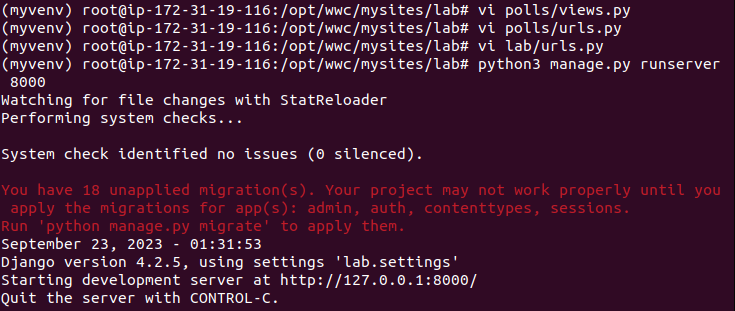 (myvenv) root@ip-172-31-19-116:/opt/wwc/mysites/lab# vi polls/views.py
(myvenv) root@ip-172-31-19-116:/opt/wwc/mysites/lab# vi polls/urls.py
(myvenv) root@ip-172-31-19-116:/opt/wwc/mysites/lab# vi lab/urls.py
(myvenv) root@ip-172-31-19-116:/opt/wwc/mysites/lab# python3 manage.py runserver
8000
Watching for file changes with StatReloader
Performing system checks...
System check identified no issues (0 silenced).
You have 18 unapplied migration(s). Your project may not work properly until you
apply the migrations for app(s): admin, auth, contenttypes, sessions.
Run 'python manage.py migrate' to apply them.
September 23, 2023 - 01:31:53
Django version 4.2.5, using settings 'lab.settings'
Starting development server at http://127.0.0.1:8000/
Quit the server with CONTROL-C.